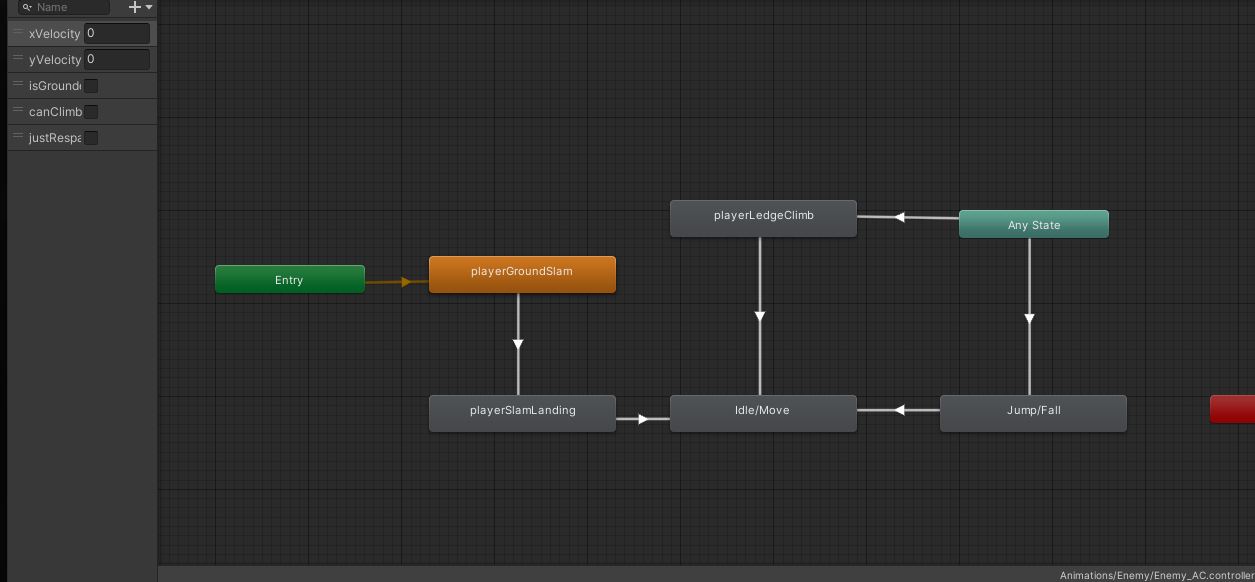 Name
xVelocity 0
yVelocity 0
isGround
canClimb
justRespa
playerLedgeClimb
Any State
playerGroundSlam
Entry
playerSlamLanding
Idle/Move
Jump/Fall
Animations/Enemy/Enemy_AC.controller